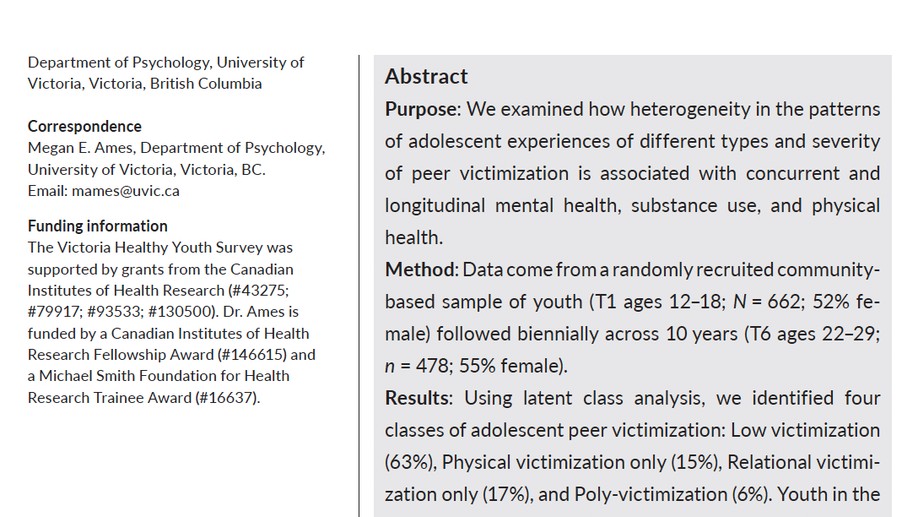 Department of Psychology, University of
Victoria, Victoria, British Columbia
Correspondence
Megan E. Ames, Department of Psychology,
University of Victoria, Victoria, BC.
Email: mames@uvic.ca
Funding information
The Victoria Healthy Youth Survey was
supported by grants from the Canadian
Institutes of Health Research (#43275;
#79917; #93533; #130500). Dr. Ames is
funded by a Canadian Institutes of Health
Research Fellowship Award (#146615) and
a Michael Smith Foundation for Health
Research Trainee Award (#16637).
Abstract
Purpose: We examined how heterogeneity in the patterns
of adolescent experiences of different types and severity
of peer victimization is associated with concurrent and
longitudinal mental health, substance use, and physical
health.
Method: Data come from a randomly recruited community-
based sample of youth (T1 ages 12–18; N = 662; 52% fe-
male) followed biennially across 10 years (T6 ages 22–29;
n = 478; 55% female).
Results: Using latent class analysis, we identified four
classes of adolescent peer victimization: Low victimization
(63%), Physical victimization only (15%), Relational victimi-
zation only (17%), and Poly-victimization (6%). Youth in the